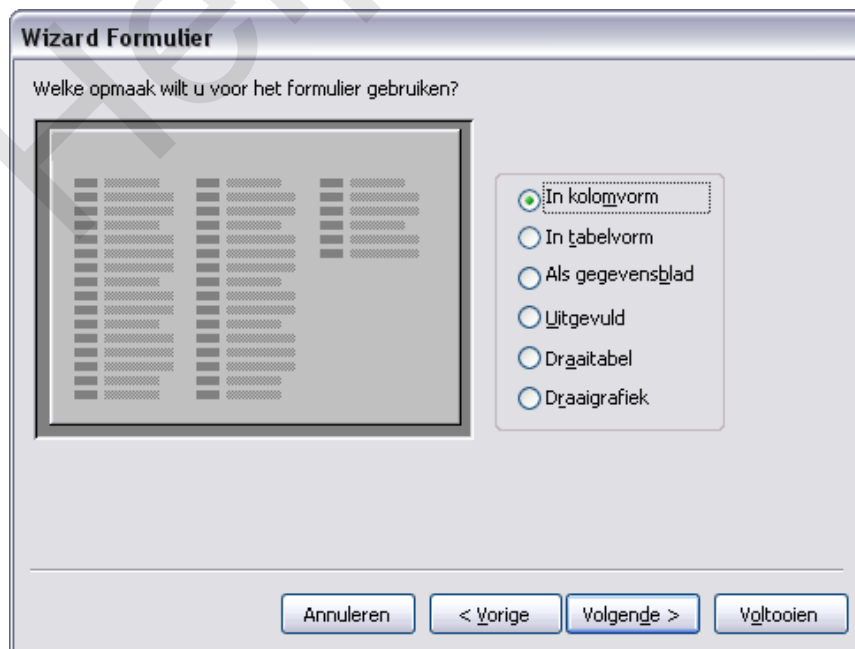 Wizard Formulier
Welke opmaak wilt u voor het formulier gebruiken?
In kolomvorm
In tabelvorm
Als gegevensblad
Uitgevuld
Draaitabel
Draaigrafiek
Annuleren
< Vorige
Volgende >
Voltooien